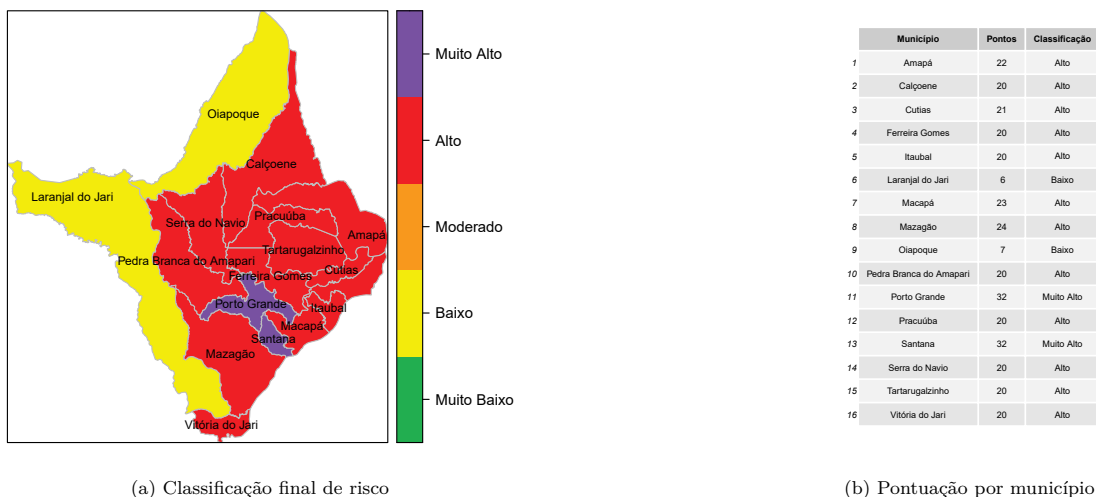 Oiapoque
Calçoene
Laranjal do Jari
Pracuúba
Serra do Navio
Amapá
Tartarugalzinho
Pedra Branca do Amapari
Cutias
Ferreira Gomes
Porto Grande
Itaubal
Macapá
Santana
Mazagão
Vitória do Jari
Muito Alto
Alto
Moderado
Baixo
Muito Baixo
(a) Classificação final de risco
Município Pontos Classificação
1 Amapá 22 Alto
2 Calçoene 20 Alto
3 Cutias 21 Alto
4 Ferreira Gomes 20 Alto
5 Itaubal 20 Alto
6 Laranjal do Jari 6 Baixo
7 Macapá 23 Alto
8 Mazagão 24 Alto
9 Oiapoque 7 Baixo
10 Pedra Branca do Amapari 20 Alto
11 Porto Grande 32 Muito Alto
12 Pracuúba 20 Alto
13 Santana 32 Muito Alto
14 Serra do Navio 20 Alto
15 Tartarugalzinho 20 Alto
16 Vitória do Jari 20 Alto
(b) Pontuação por município